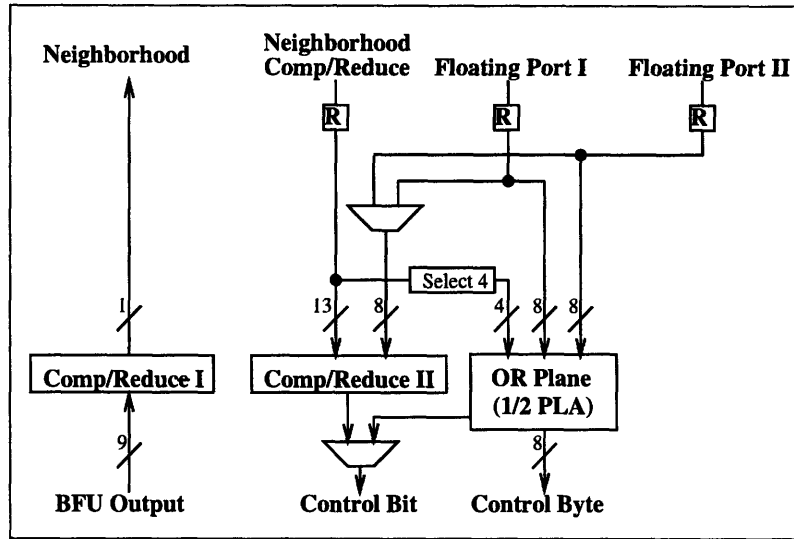 Neighborhood
Neighborhood
Comp/Reduce
Floating Port I
Floating Port II
R
R
R
Select 4
1
13
8
4
8
8
Comp/Reduce I
Comp/Reduce II
OR Plane
(1/2 PLA)
9
8
BFU Output
Control Bit
Control Byte